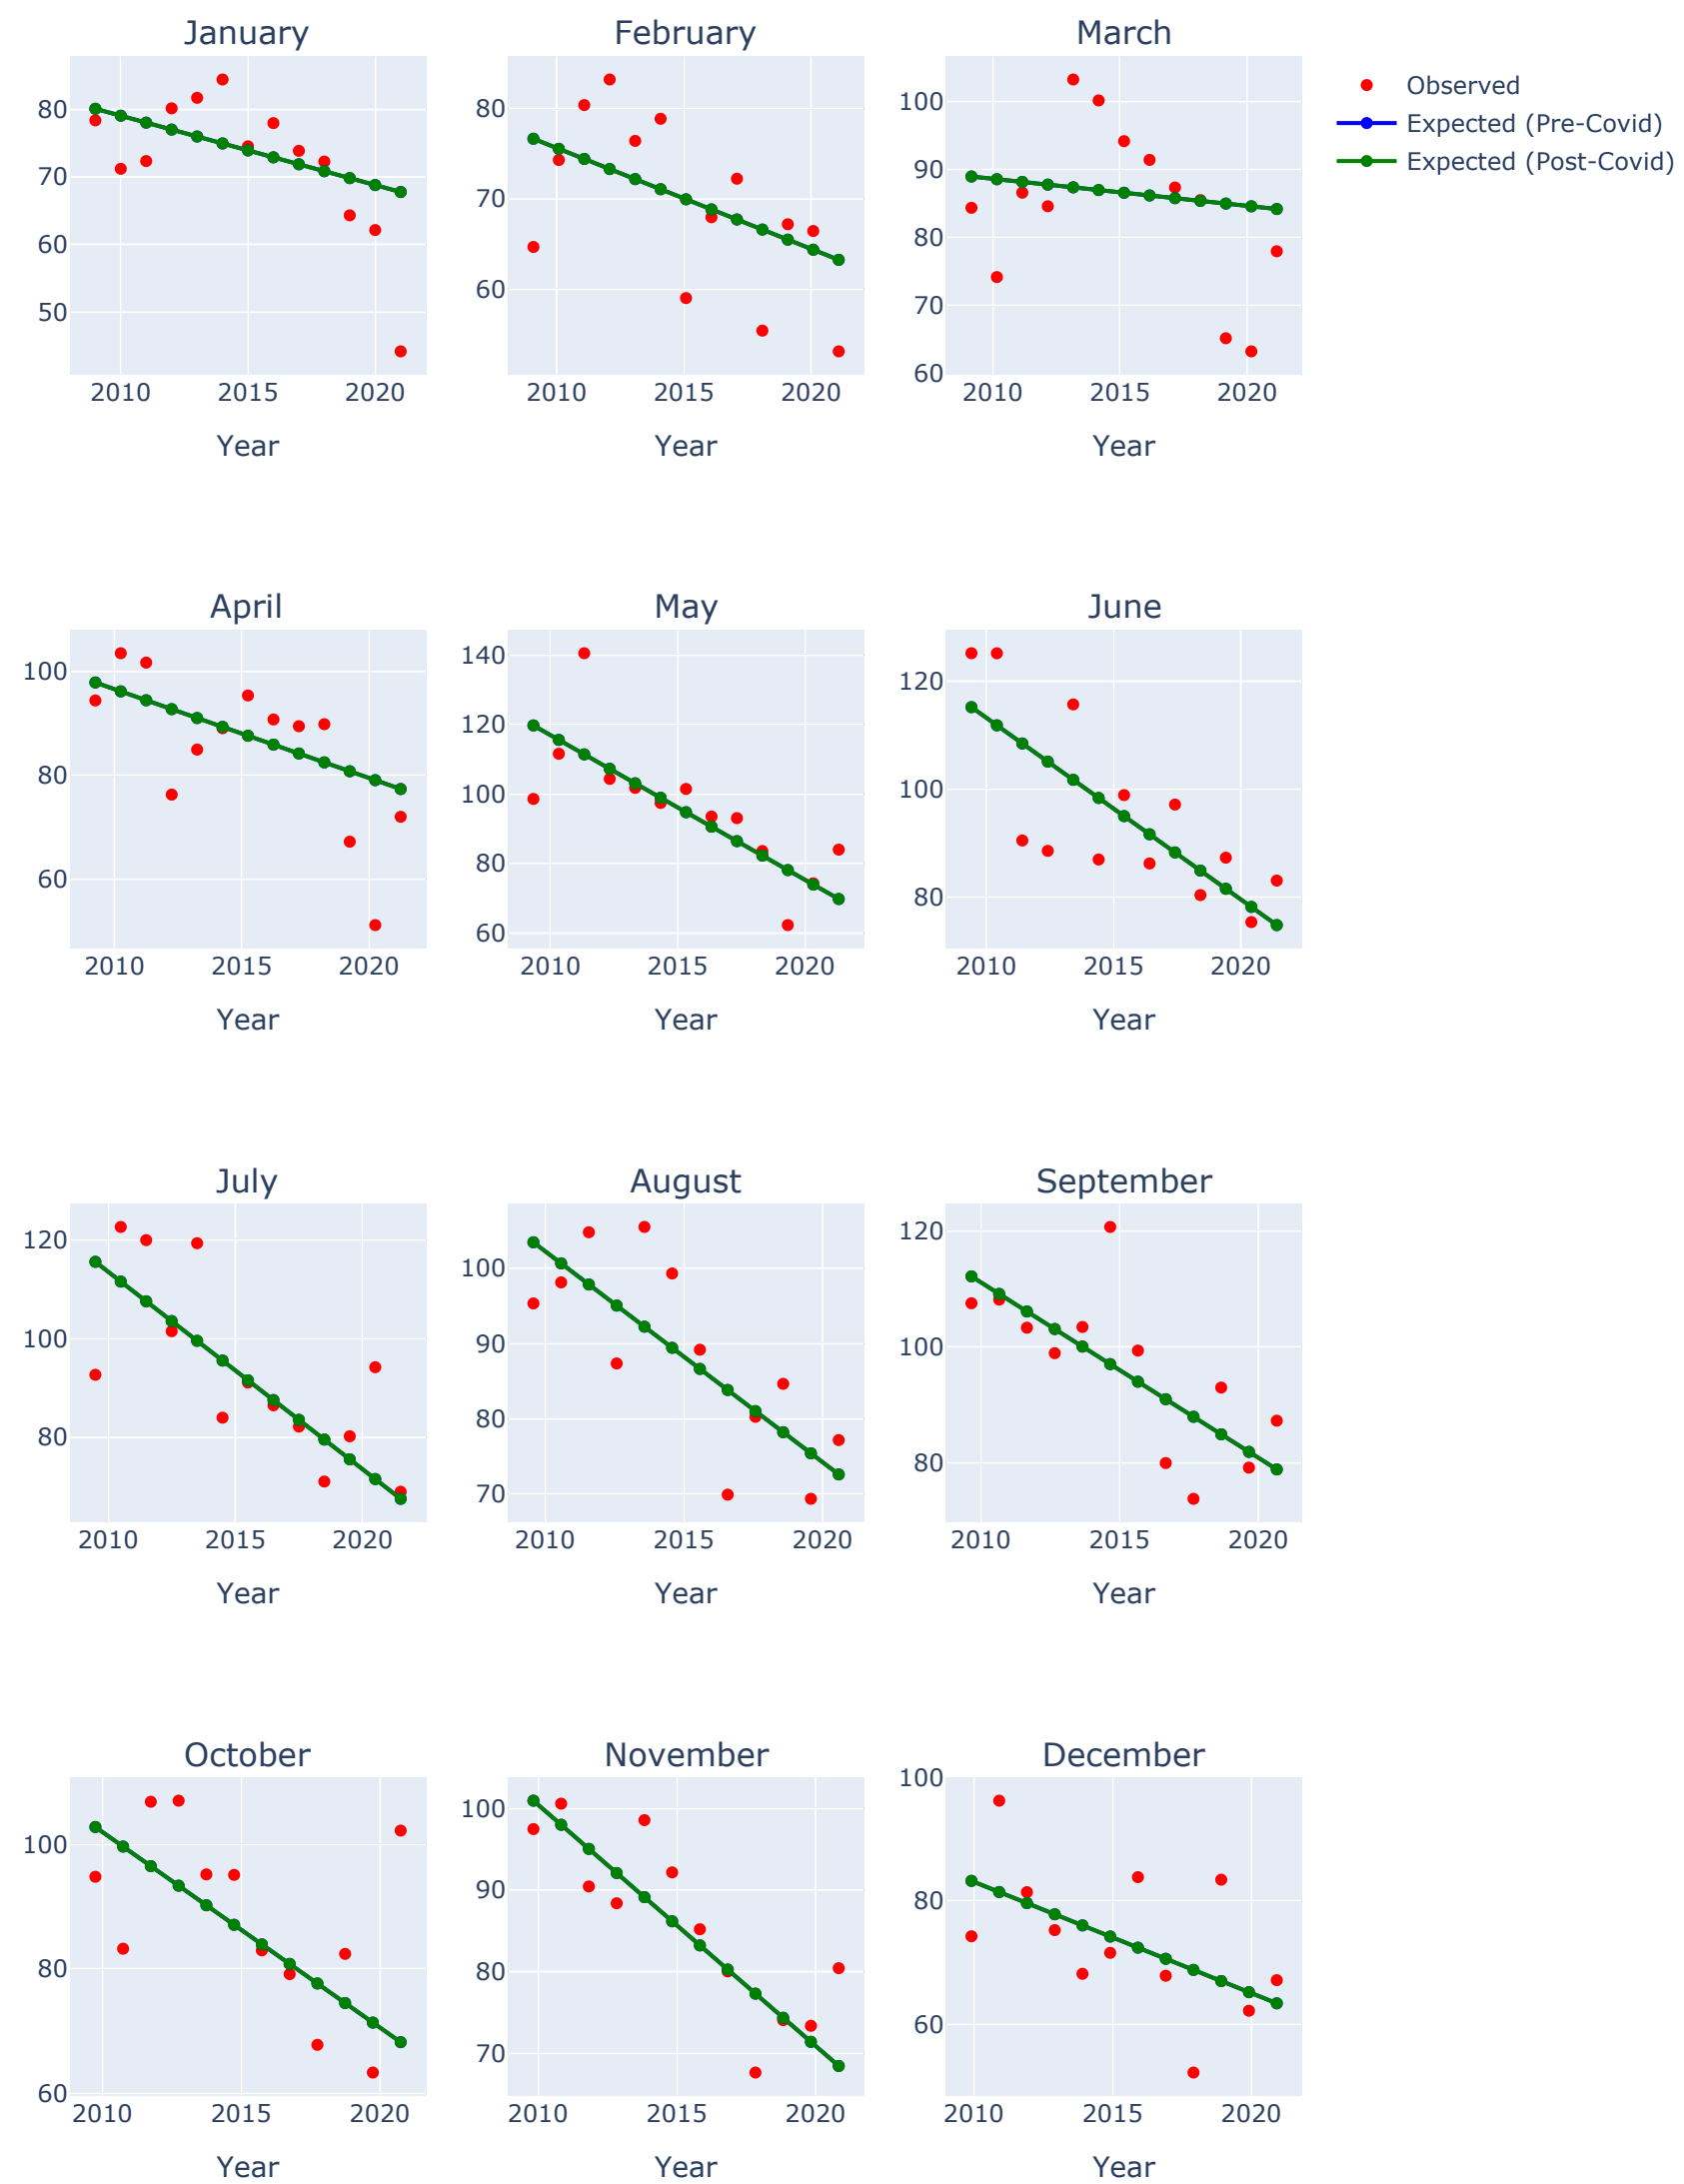 January
February
March
Observed
Expected (Pre-Covid)
Expected (Post-Covid)
80
70
60
50
2010 2015 2020
Year
80
70
60
2010 2015 2020
Year
100
90
80
70
60
2010 2015 2020
Year
April
May
June
100
80
60
2010 2015 2020
Year
140
120
100
80
60
2010 2015 2020
Year
120
100
80
2010 2015 2020
Year
July
August
September
120
100
80
2010 2015 2020
Year
100
90
80
70
2010 2015 2020
Year
120
100
80
2010 2015 2020
Year
October
November
December
100
80
60
2010 2015 2020
Year
100
90
80
70
2010 2015 2020
Year
100
80
60
2010 2015 2020
Year